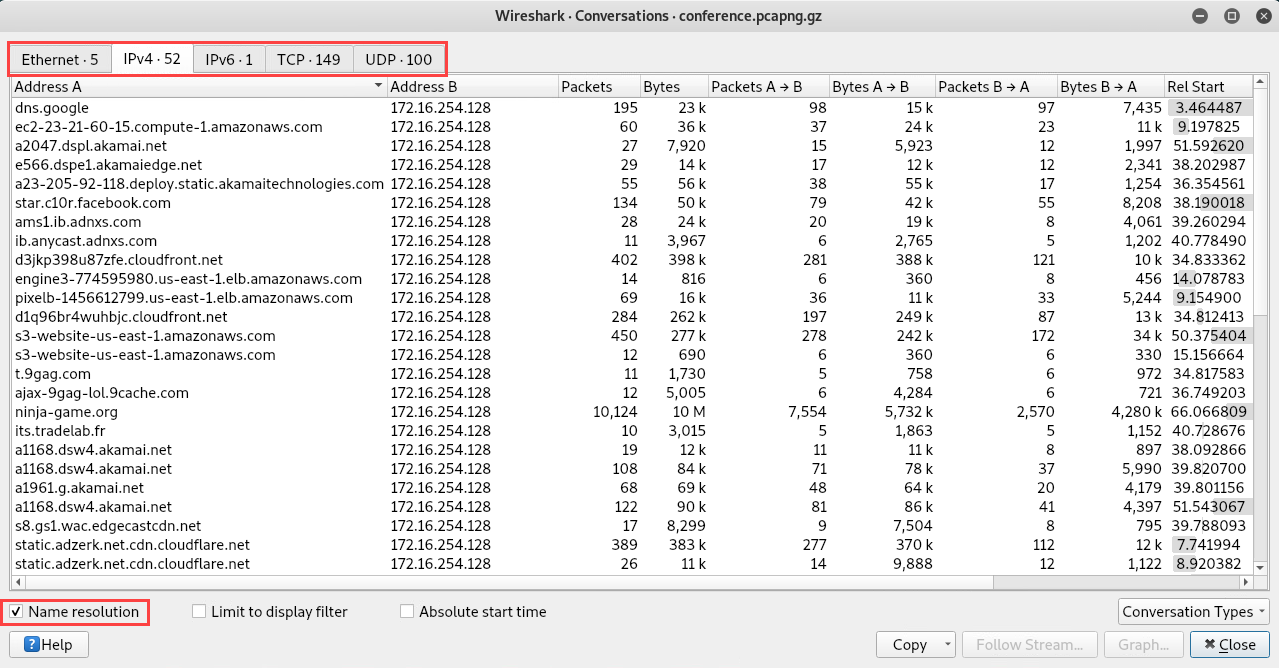 Wireshark · Conversations · conference.pcapng.gz
Ethernet · 5 IPv4 · 52 IPv6 · 1 TCP · 149 UDP · 100
Address A Address B Packets Bytes Packets A → B Bytes A → B Packets B → A Bytes B → A Rel Start
dns.google 172.16.254.128 195 23 k 98 15 k 97 7,435 3.464487
ec2-23-21-60-15.compute-1.amazonaws.com 172.16.254.128 60 36 k 37 24 k 23 11 k 9.197825
a2047.dspl.akamai.net 172.16.254.128 27 7,920 15 5,923 12 1,997 51.592620
e566.dspe1.akamaiedge.net 172.16.254.128 29 14 k 17 12 k 12 2,341 38.202987
a23-205-92-118.deploy.static.akamaitechnologies.com 172.16.254.128 55 56 k 38 55 k 17 1,254 36.354561
star.c10r.facebook.com 172.16.254.128 134 50 k 79 42 k 55 8,208 38.190018
ams1.ib.adnxs.com 172.16.254.128 28 24 k 20 19 k 8 4,061 39.260294
ib.anycast.adnxs.com 172.16.254.128 11 3,967 6 2,765 5 1,202 40.778490
d3jkp398u87zfe.cloudfront.net 172.16.254.128 402 398 k 281 388 k 121 10 k 34.833362
engine3-774595980.us-east-1.elb.amazonaws.com 172.16.254.128 14 816 6 360 8 456 14.078783
pixelb-1456612799.us-east-1.elb.amazonaws.com 172.16.254.128 69 16 k 36 11 k 33 5,244 9.154900
d1q96br4wuhbjc.cloudfront.net 172.16.254.128 284 262 k 197 249 k 87 13 k 34.812413
s3-website-us-east-1.amazonaws.com 172.16.254.128 450 277 k 278 242 k 172 34 k 50.375404
s3-website-us-east-1.amazonaws.com 172.16.254.128 12 690 6 360 6 330 15.156664
t.9gag.com 172.16.254.128 11 1,730 5 758 6 972 34.817583
ajax-9gag-lol.9cache.com 172.16.254.128 12 5,005 6 4,284 6 721 36.749203
ninja-game.org 172.16.254.128 10,124 10 M 7,554 5,732 k 2,570 4,280 k 66.066809
its.tradelab.fr 172.16.254.128 10 3,015 5 1,863 5 1,152 40.728676
a1168.dsw4.akamai.net 172.16.254.128 19 12 k 11 11 k 8 897 38.092866
a1168.dsw4.akamai.net 172.16.254.128 108 84 k 71 78 k 37 5,990 39.820700
a1961.g.akamai.net 172.16.254.128 68 69 k 48 64 k 20 4,179 39.801156
a1168.dsw4.akamai.net 172.16.254.128 122 90 k 81 86 k 41 4,397 51.543067
s8.gs1.wac.edgecastcdn.net 172.16.254.128 17 8,299 9 7,504 8 795 39.788093
static.adzerk.net.cdn.cloudflare.net 172.16.254.128 389 383 k 277 370 k 112 12 k 7.741994
static.adzerk.net.cdn.cloudflare.net 172.16.254.128 26 11 k 14 9,888 12 1,122 8.920382
Name resolution Limit to display filter Absolute start time Conversation Types
Help Copy Follow Stream... Graph... Close